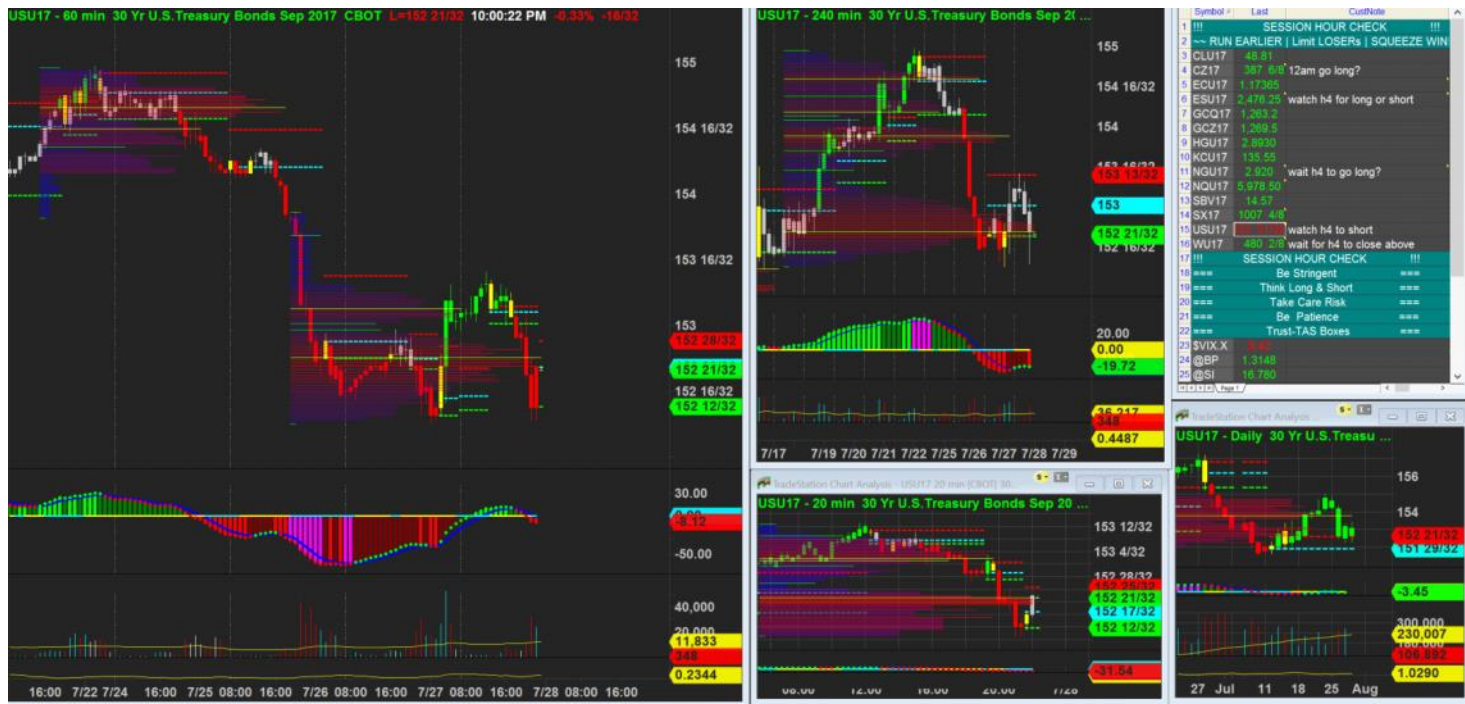 USU17 - 60 min 30 Yr U.S.Treasury Bonds Sep 2017 CBOT L=152 21/32 10:00:22 PM -0.33% -16/32
155
154 16/32
154
153 16/32
153
152 28/32
152 21/32
152 16/32
152 12/32
30.00
-8.12
-50.00
40,000
20,000
11,833
348
0.2344
16:00 7/22 7/24 16:00 7/25 08:00 16:00 7/26 08:00 16:00 7/27 08:00 16:00 7/28 08:00 16:00
USU17 - 240 min 30 Yr U.S.Treasury Bonds Sep 2( ...
155
154 16/32
154
153 16/32
153 13/32
153
152 21/32
152 16/32
20.00
0.00
-19.72
36,217
348
0.4487
7/17 7/19 7/20 7/21 7/22 7/25 7/26 7/27 7/28 7/29
TradeStation Chart Analysis - USU17 20 min [CBOT] 30...
USU17 - 20 min 30 Yr U.S.Treasury Bonds Sep 20 ...
153 12/32
153 4/32
152 28/32
152 25/32
152 21/32
152 17/32
152 12/32
-31.54
08:00 12:00 16:00 20:00 7/28
Symbol Last CustNote
1 !!! SESSION HOUR CHECK !!!
2 ~~ RUN EARLIER | Limit LOSERs | SQUEEZE WIN
3 CLU17 48.81
4 CZ17 387 6/8 12am go long?
5 ECU17 1.17365
6 ESU17 2,476.25 watch h4 for long or short
7 GCQ17 1,263.2
8 GCZ17 1,269.5
9 HGU17 2.8930
10 KCU17 135.55
11 NGU17 2.920 wait h4 to go long?
12 NQU17 5,978.50
13 SBV17 14.57
14 SX17 1007 4/8
15 USU17 watch h4 to short
16 WU17 480 2/8 wait for h4 to close above
17 !!! SESSION HOUR CHECK !!!
18 === Be Stringent ===
19 === Think Long & Short ===
20 === Take Care Risk ===
21 === Be Patience ===
22 === Trust-TAS Boxes ===
23 $VIX.X
24 @BP 1.3148
25 @SI 16.780
Page 1
TradeStation Chart Analysis ...
USU17 - Daily 30 Yr U.S.Treasu ...
156
154
152 21/32
151 29/32
-3.45
300,000
230,007
106,892
1.0290
27 Jul 11 18 25 Aug